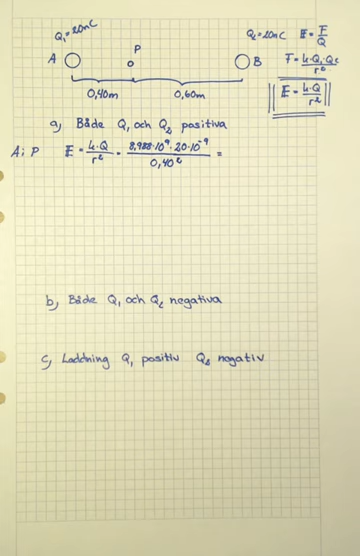 Q₁=20nC Q₂=20nC E=F/Q
P
A B F=k·Q₁·Q₂/r²
0,40m 0,60m E=k·Q/r²
a) Både Q₁ och Q₂ positiva
A i P E = k·Q/r² = 8,988·10⁹·20·10⁻⁹/0,40² =
b) Både Q₁ och Q₂ negativa
c) Laddning Q₁ positiv Q₂ negativ